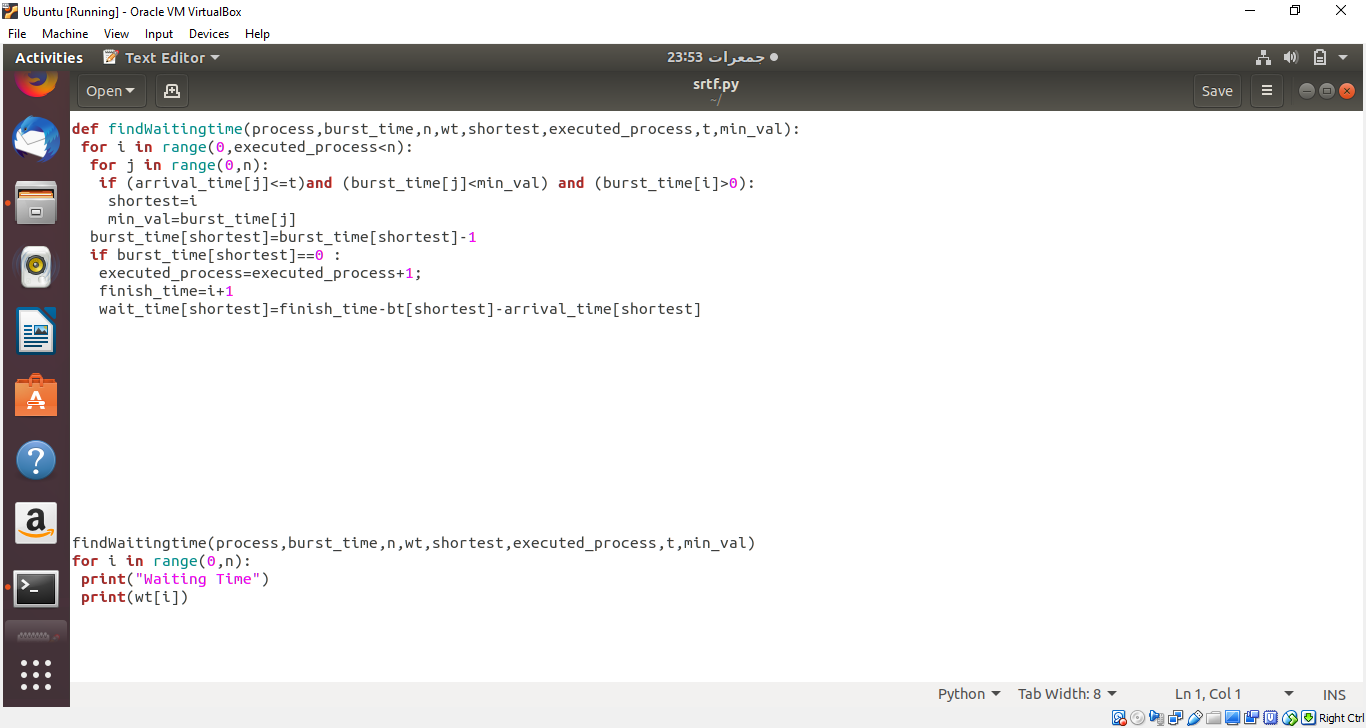 Ubuntu [Running] - Oracle VM VirtualBox
File Machine View Input Devices Help
Activities Text Editor جمعرات 23:53
Open srtf.py Save
~/
def findWaitingtime(process,burst_time,n,wt,shortest,executed_process,t,min_val):
 for i in range(0,executed_process<n):
  for j in range(0,n):
   if (arrival_time[j]<=t)and (burst_time[j]<min_val) and (burst_time[i]>0):
    shortest=i
    min_val=burst_time[j]
  burst_time[shortest]=burst_time[shortest]-1
  if burst_time[shortest]==0 :
   executed_process=executed_process+1;
   finish_time=i+1
   wait_time[shortest]=finish_time-bt[shortest]-arrival_time[shortest]
findWaitingtime(process,burst_time,n,wt,shortest,executed_process,t,min_val)
for i in range(0,n):
 print("Waiting Time")
 print(wt[i])
Python Tab Width: 8 Ln 1, Col 1 INS
Right Ctrl